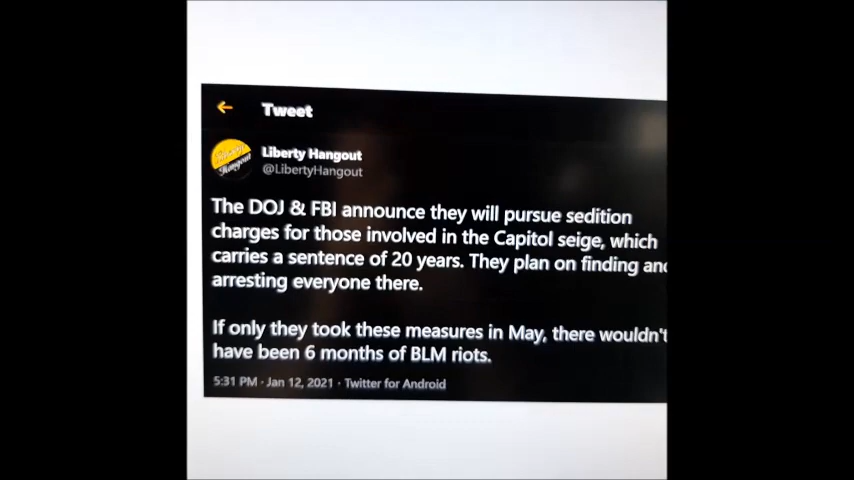 Tweet
Liberty Hangout
@LibertyHangout
The DOJ & FBI announce they will pursue sedition
charges for those involved in the Capitol seige, which
carries a sentence of 20 years. They plan on finding and
arresting everyone there.
If only they took these measures in May, there wouldn't
have been 6 months of BLM riots.
5:31 PM · Jan 12, 2021 · Twitter for Android